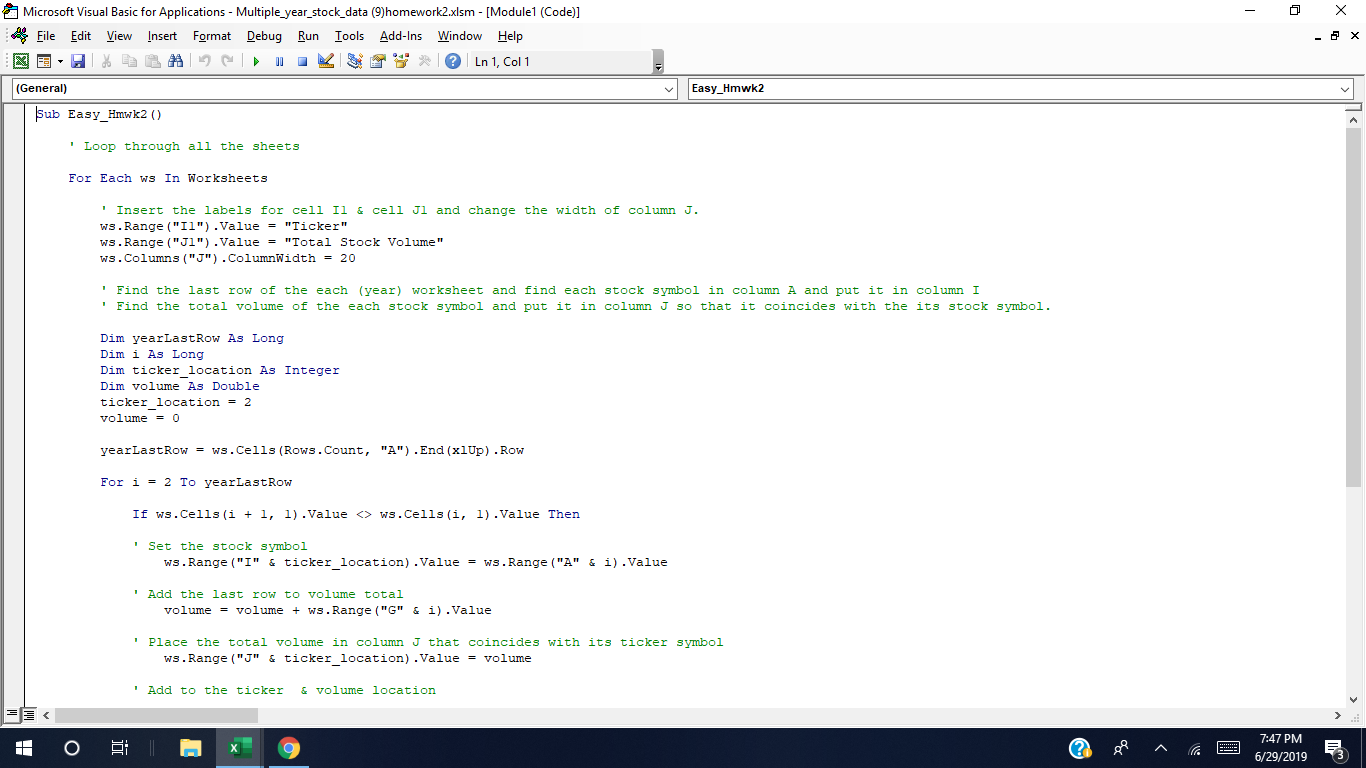 Microsoft Visual Basic for Applications - Multiple_year_stock_data (9)homework2.xlsm - [Module1 (Code)]
File Edit View Insert Format Debug Run Tools Add-Ins Window Help
Ln 1, Col 1
(General) Easy_Hmwk2
Sub Easy_Hmwk2()
' Loop through all the sheets
For Each ws In Worksheets
' Insert the labels for cell I1 & cell J1 and change the width of column J.
ws.Range("I1").Value = "Ticker"
ws.Range("J1").Value = "Total Stock Volume"
ws.Columns("J").ColumnWidth = 20
' Find the last row of the each (year) worksheet and find each stock symbol in column A and put it in column I
' Find the total volume of the each stock symbol and put it in column J so that it coincides with the its stock symbol.
Dim yearLastRow As Long
Dim i As Long
Dim ticker_location As Integer
Dim volume As Double
ticker_location = 2
volume = 0
yearLastRow = ws.Cells(Rows.Count, "A").End(xlUp).Row
For i = 2 To yearLastRow
If ws.Cells(i + 1, 1).Value <> ws.Cells(i, 1).Value Then
' Set the stock symbol
ws.Range("I" & ticker_location).Value = ws.Range("A" & i).Value
' Add the last row to volume total
volume = volume + ws.Range("G" & i).Value
' Place the total volume in column J that coincides with its ticker symbol
ws.Range("J" & ticker_location).Value = volume
' Add to the ticker  & volume location
7:47 PM
6/29/2019
3